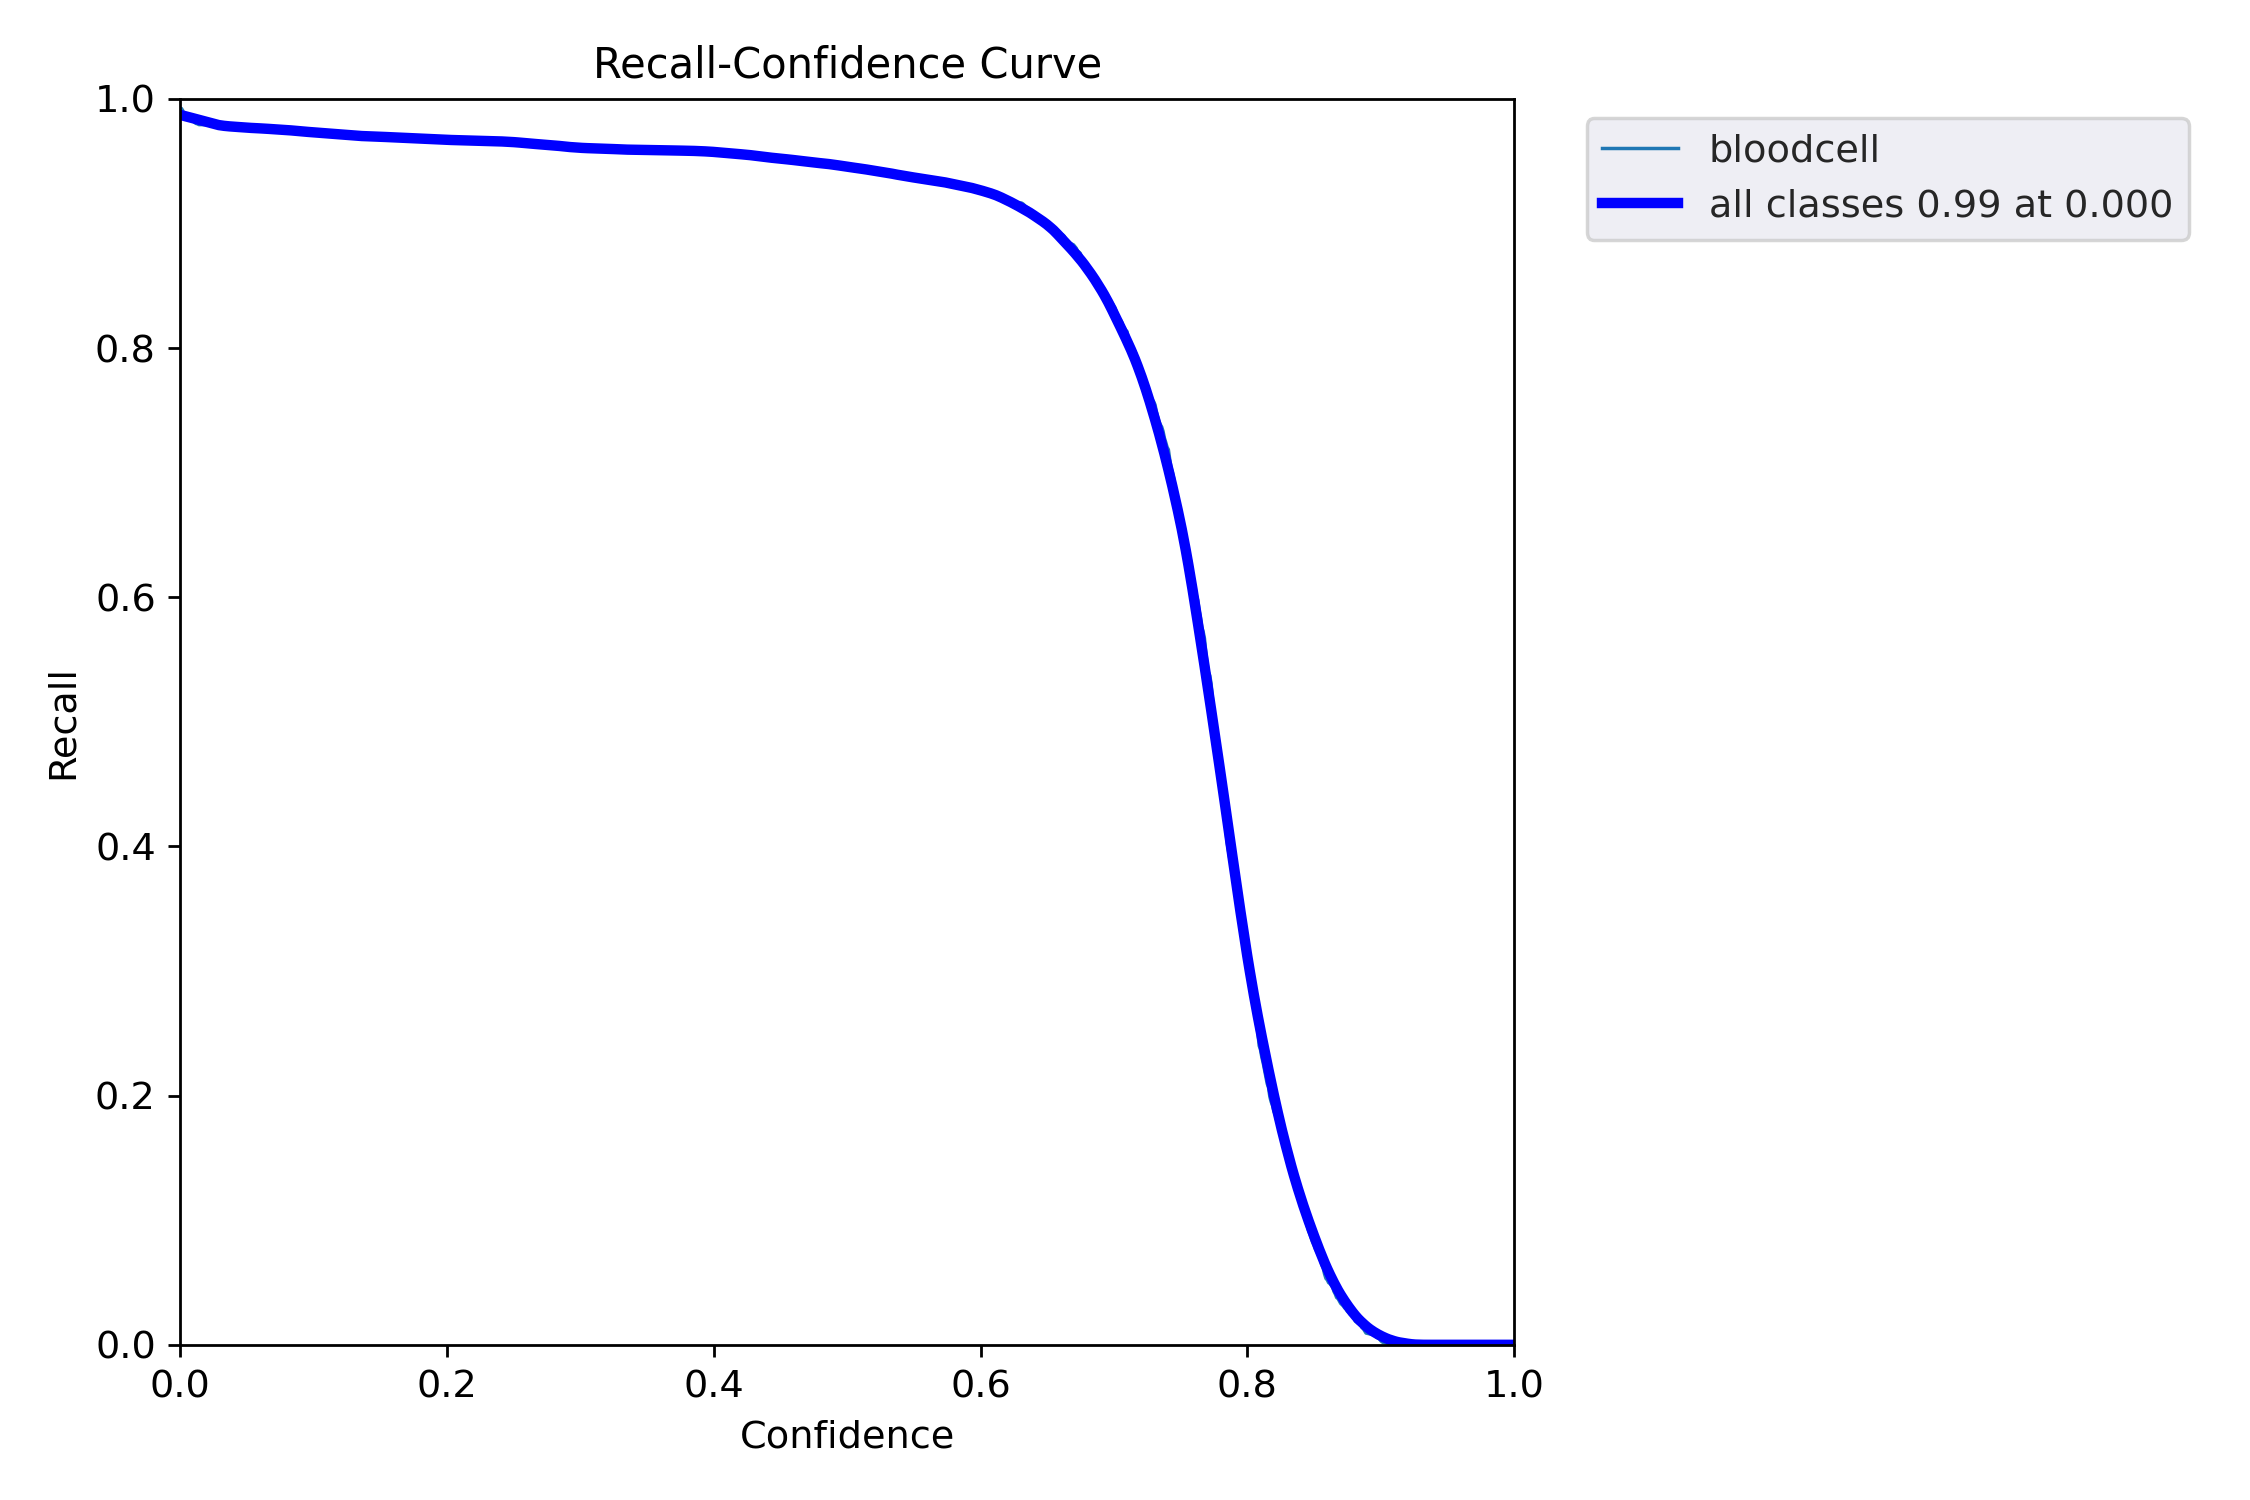 Recall-Confidence Curve
bloodcell
all classes 0.99 at 0.000
1.0
0.8
0.6
0.4
0.2
0.0
Recall
0.0 0.2 0.4 0.6 0.8 1.0
Confidence